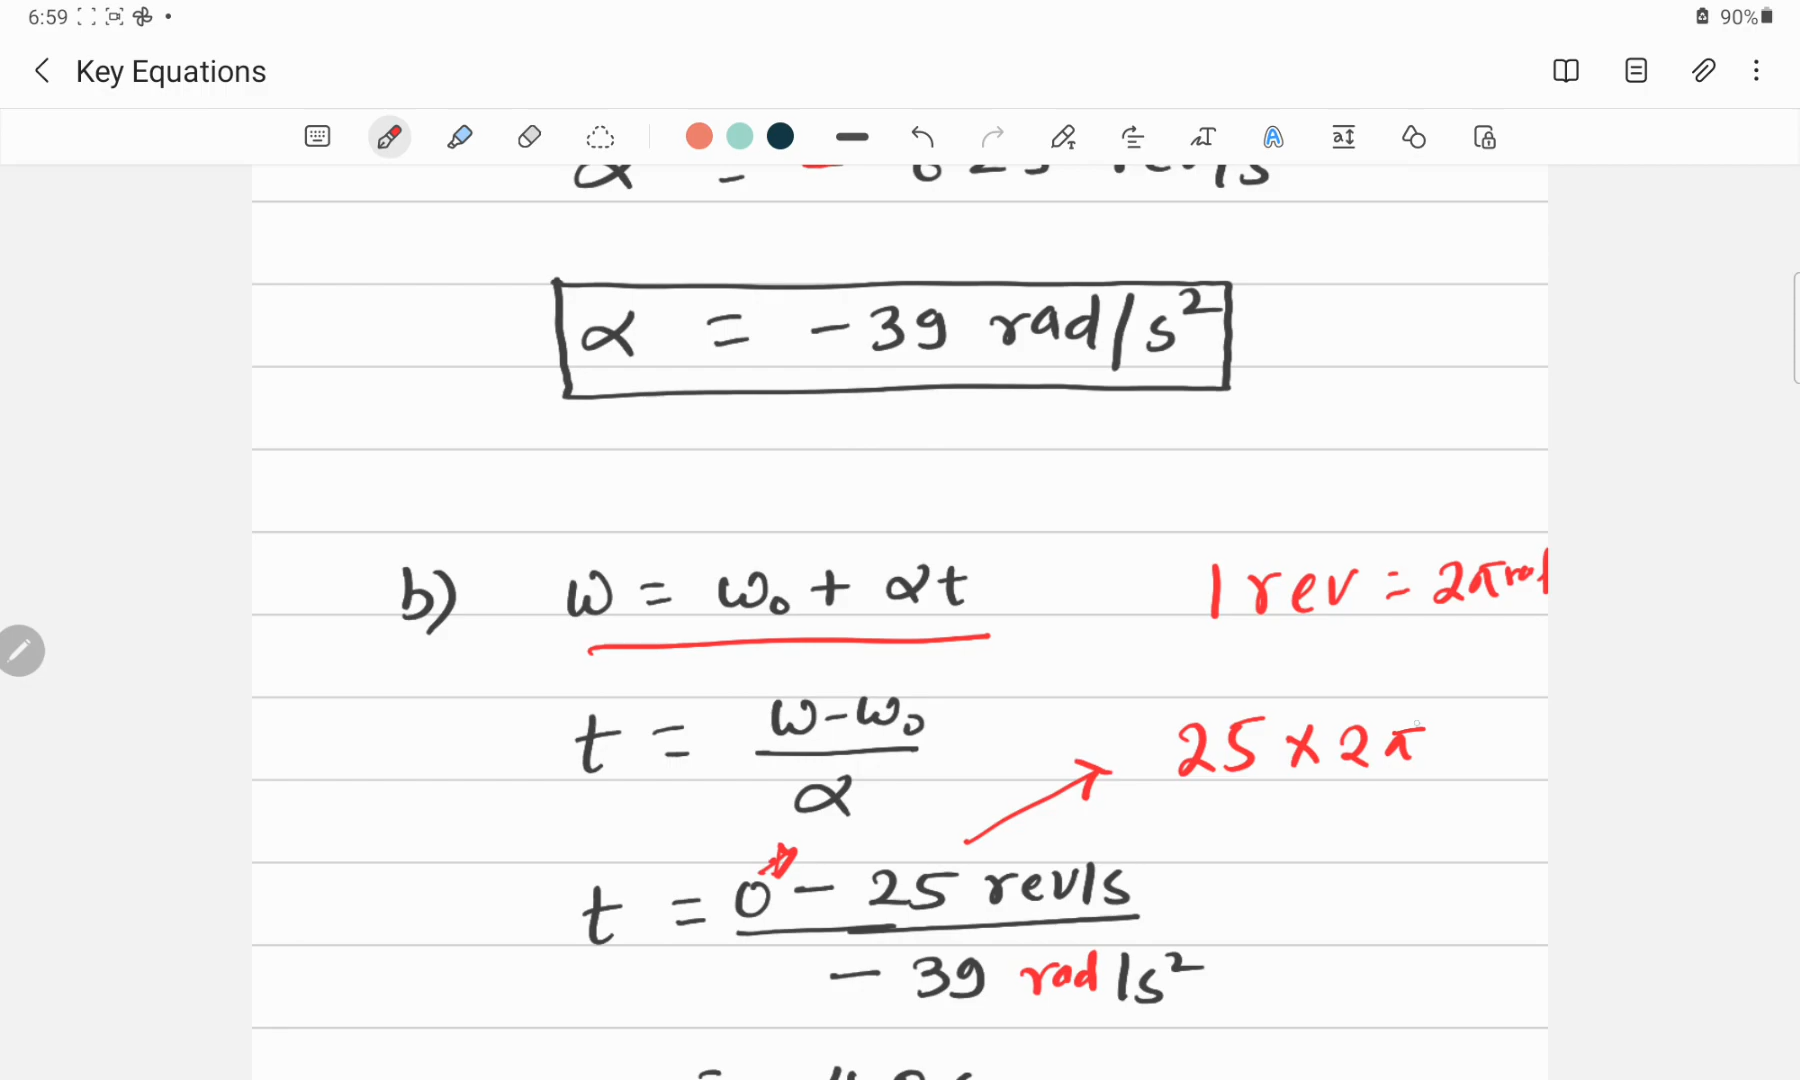 6:59
90%
Key Equations
α =
α = -39 rad/s²
b) ω = ω₀ + αt
1 rev = 2π rad
t = ω-ω₀ / α
25 × 2π
t = 0 - 25 rev/s / - 39 rad/s²
=